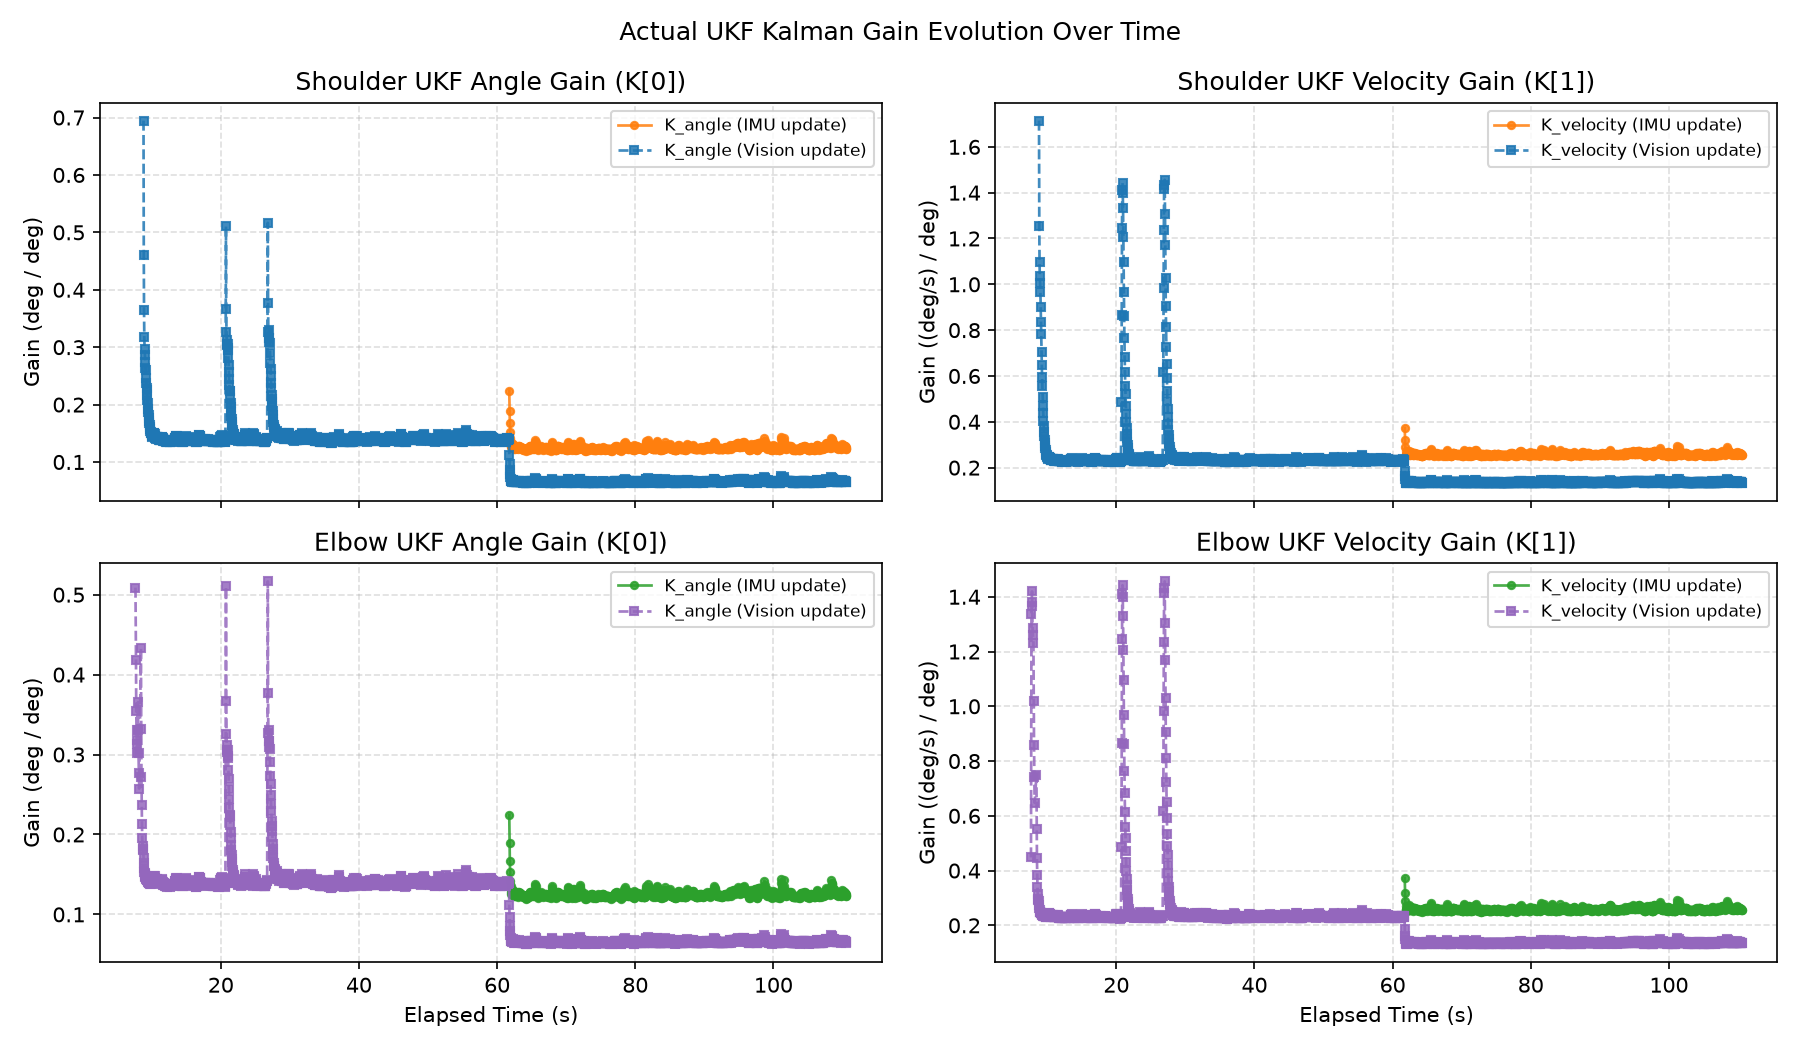 Actual UKF Kalman Gain Evolution Over Time
Shoulder UKF Angle Gain (K[0])
Gain (deg / deg)
0.7
0.6
0.5
0.4
0.3
0.2
0.1
K_angle (IMU update)
K_angle (Vision update)
Shoulder UKF Velocity Gain (K[1])
Gain ((deg/s) / deg)
1.6
1.4
1.2
1.0
0.8
0.6
0.4
0.2
K_velocity (IMU update)
K_velocity (Vision update)
Elbow UKF Angle Gain (K[0])
Gain (deg / deg)
0.5
0.4
0.3
0.2
0.1
K_angle (IMU update)
K_angle (Vision update)
20 40 60 80 100
Elapsed Time (s)
Elbow UKF Velocity Gain (K[1])
Gain ((deg/s) / deg)
1.4
1.2
1.0
0.8
0.6
0.4
0.2
K_velocity (IMU update)
K_velocity (Vision update)
20 40 60 80 100
Elapsed Time (s)